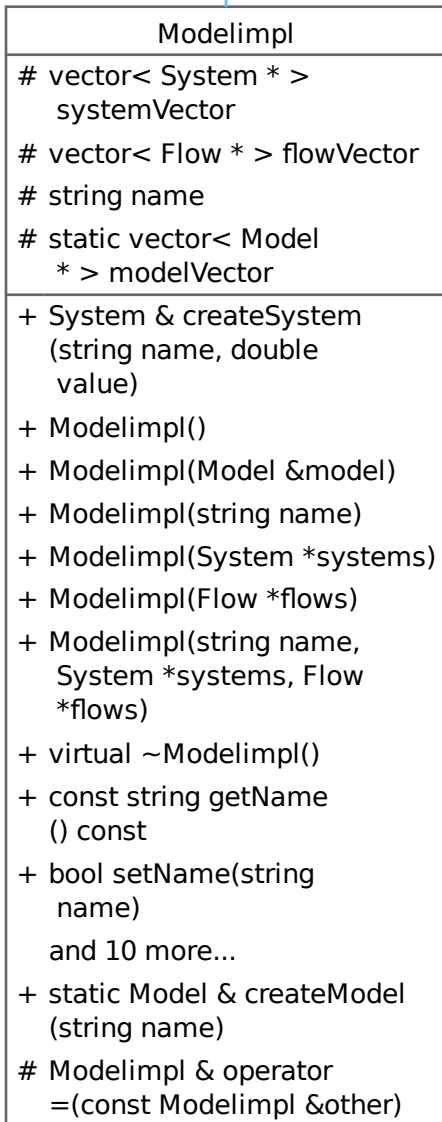 Modelimpl
# vector< System * >
systemVector
# vector< Flow * > flowVector
# string name
# static vector< Model
* > modelVector
+ System & createSystem
(string name, double
value)
+ Modelimpl()
+ Modelimpl(Model &model)
+ Modelimpl(string name)
+ Modelimpl(System *systems)
+ Modelimpl(Flow *flows)
+ Modelimpl(string name,
System *systems, Flow
*flows)
+ virtual ~Modelimpl()
+ const string getName
() const
+ bool setName(string
name)
and 10 more...
+ static Model & createModel
(string name)
# Modelimpl & operator
=(const Modelimpl &other)